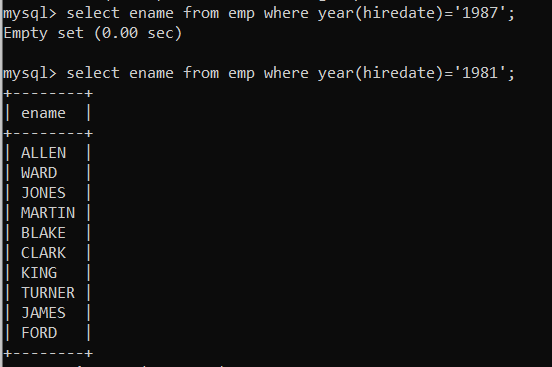 mysql> select ename from emp where year(hiredate)='1987';
Empty set (0.00 sec)
mysql> select ename from emp where year(hiredate)='1981';
+--------+
| ename  |
+--------+
| ALLEN  |
| WARD   |
| JONES  |
| MARTIN |
| BLAKE  |
| CLARK  |
| KING   |
| TURNER |
| JAMES  |
| FORD   |
+--------+